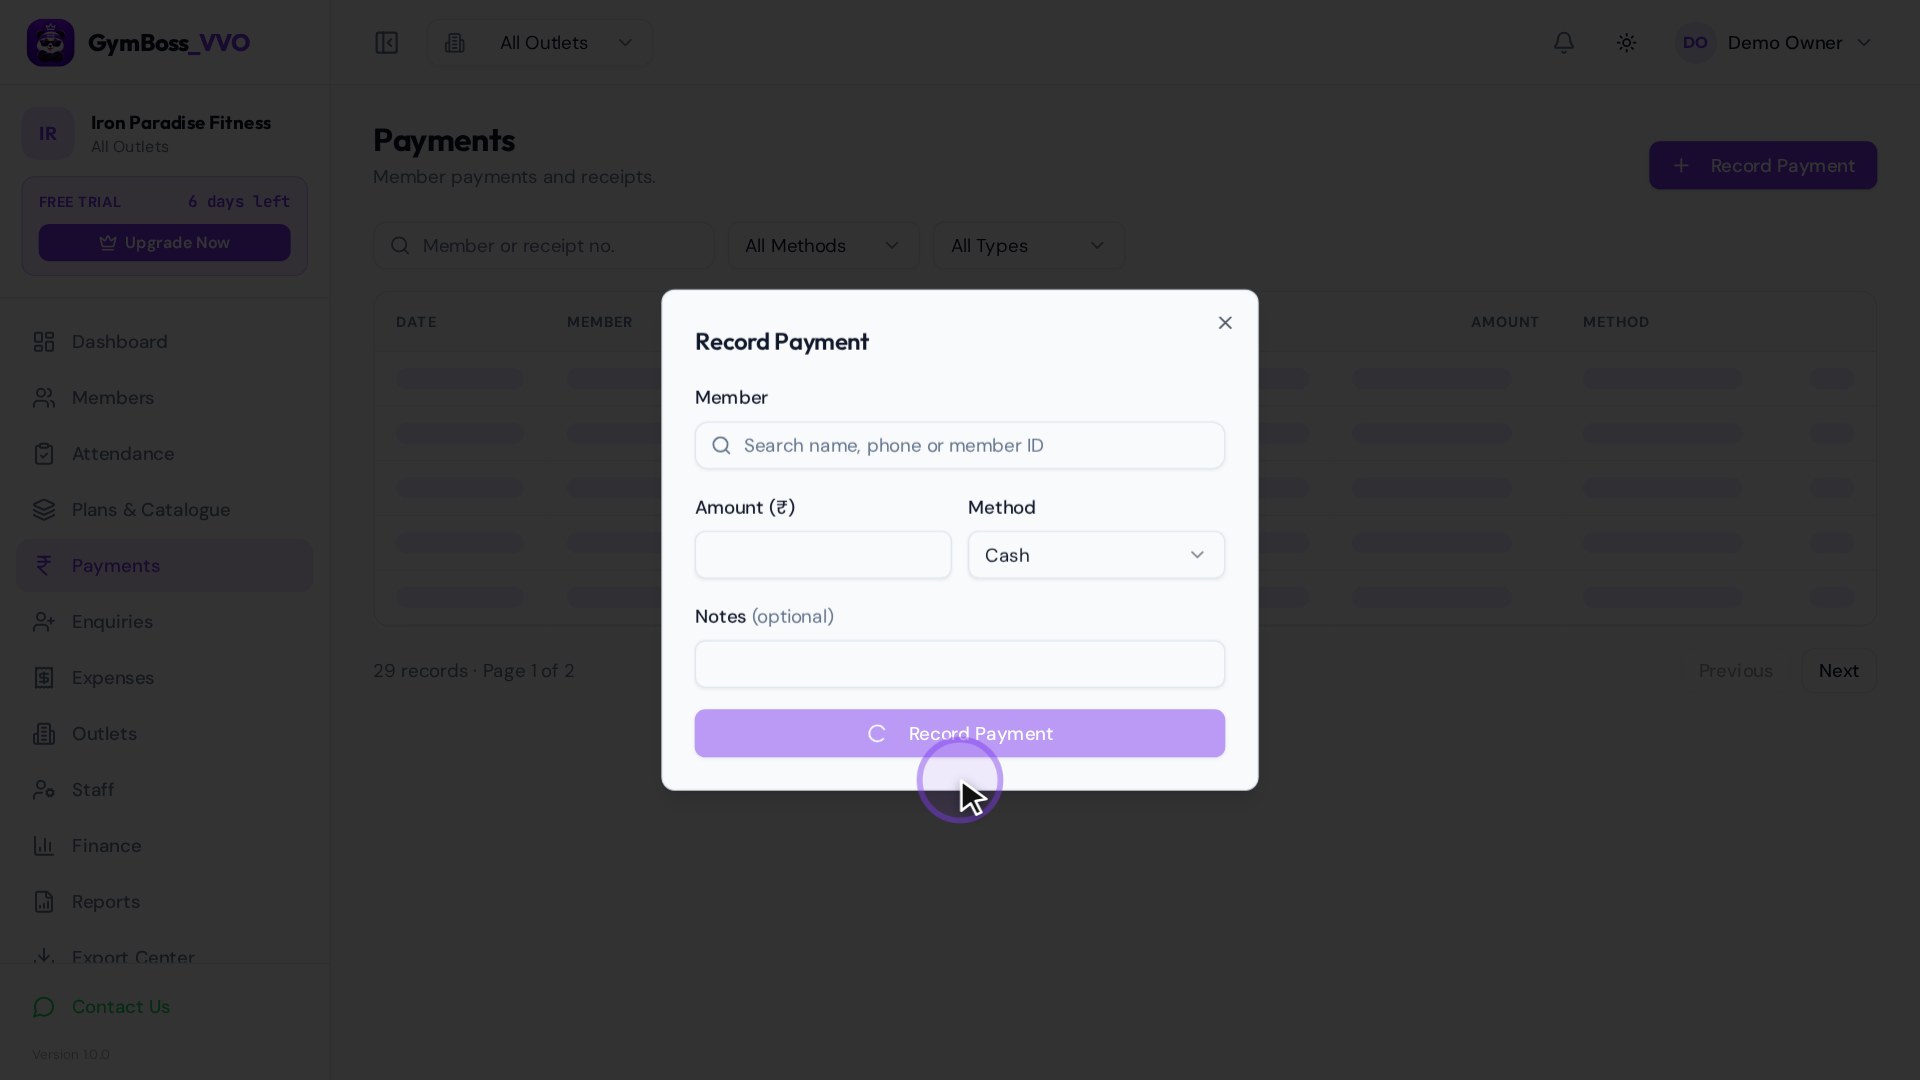 GymBoss_VVO
All Outlets
DO Demo Owner
IR
Iron Paradise Fitness
All Outlets
FREE TRIAL 6 days left
Upgrade Now
Dashboard
Members
Attendance
Plans & Catalogue
Payments
Enquiries
Expenses
Outlets
Staff
Finance
Reports
Export Center
Contact Us
Version 1.0.0
Payments
Member payments and receipts.
Record Payment
Member or receipt no.
All Methods
All Types
DATE MEMBER AMOUNT METHOD
29 records · Page 1 of 2
Previous Next
Record Payment
Member
Search name, phone or member ID
Amount (₹) Method
Cash
Notes (optional)
Record Payment